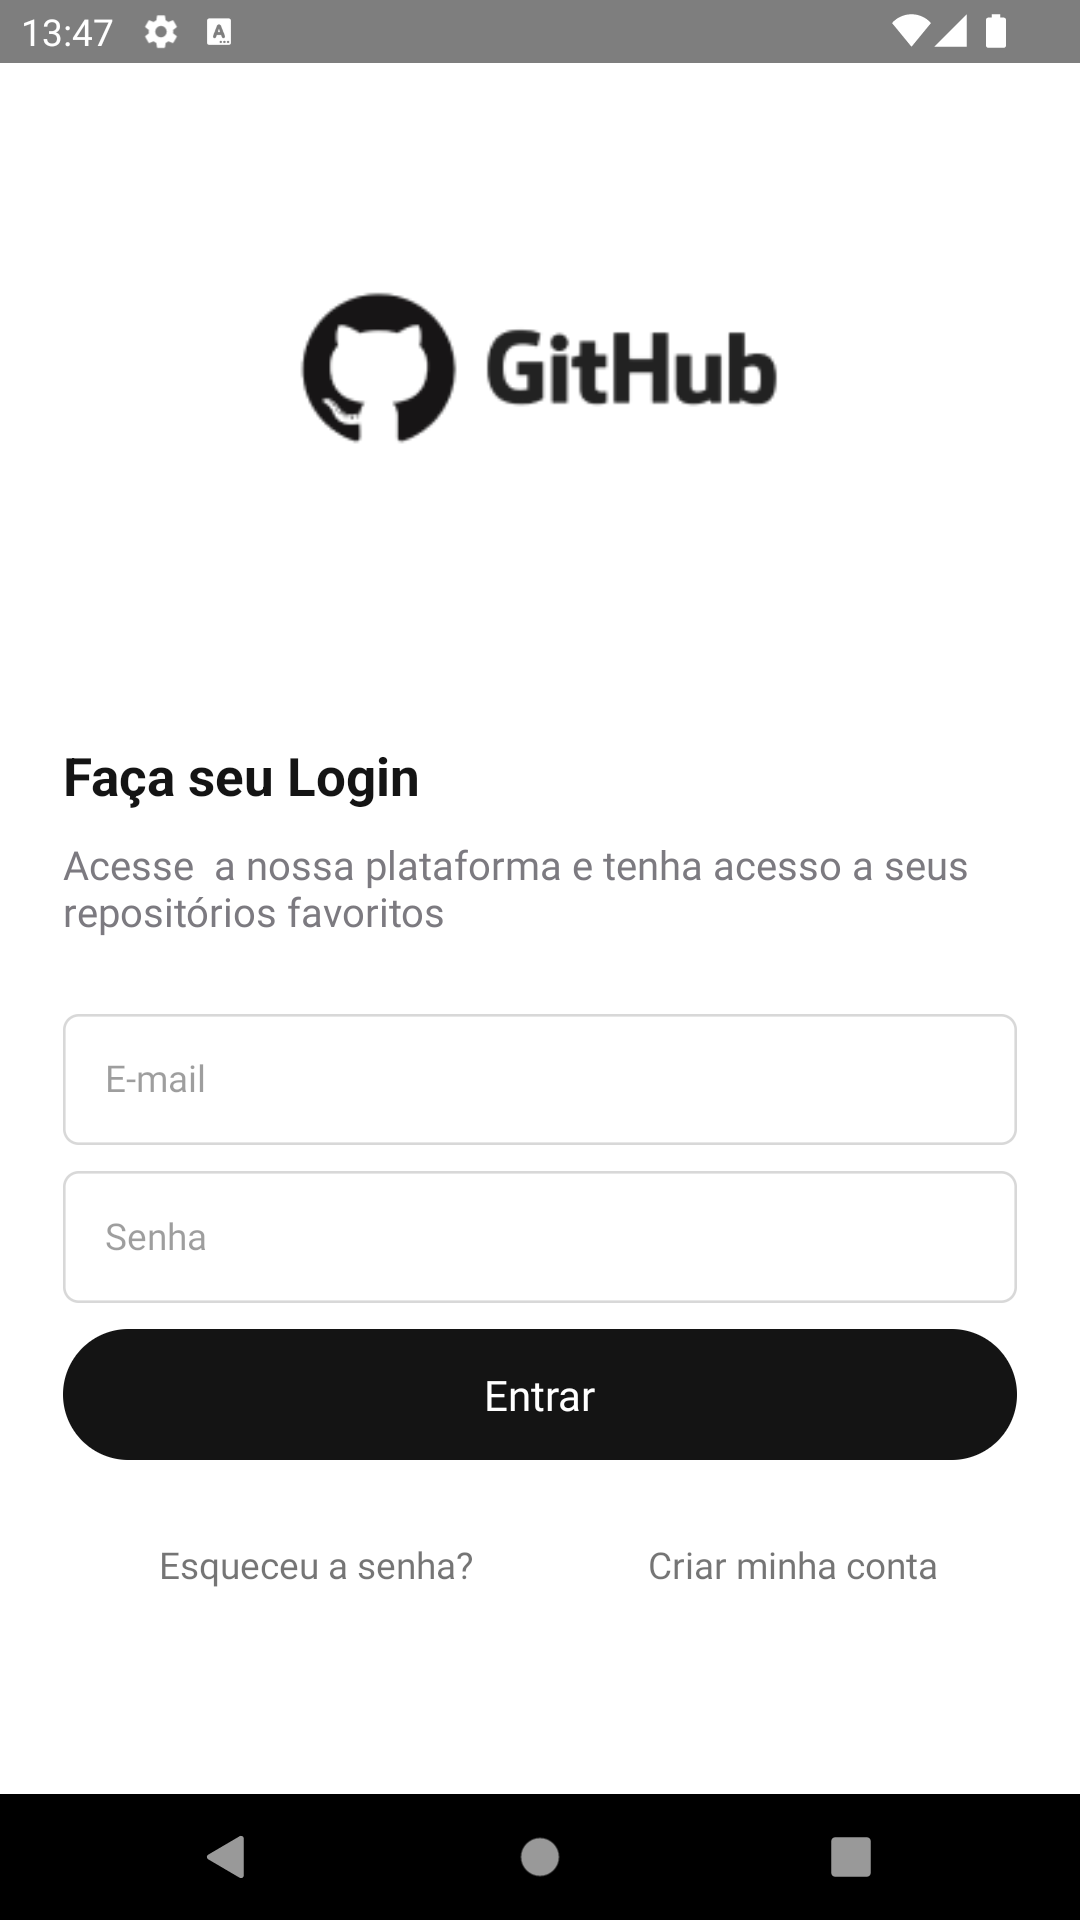 13:47
GitHub
Faça seu Login
Acesse  a nossa plataforma e tenha acesso a seus
repositórios favoritos
E-mail
Senha
Entrar
Esqueceu a senha? Criar minha conta